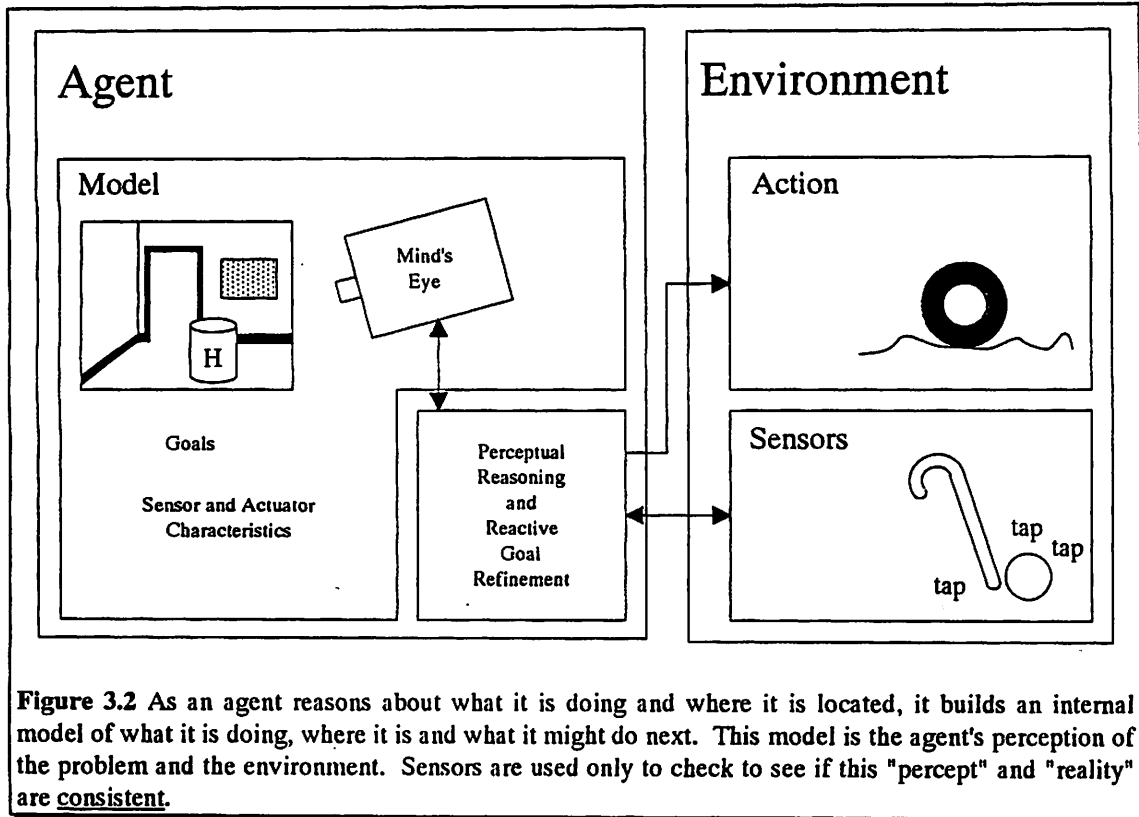 Agent
Environment
Model
Mind's
Eye
H
Goals
Sensor and Actuator
Characteristics
Perceptual
Reasoning
and
Reactive
Goal
Refinement
Action
Sensors
tap
tap
tap
Figure 3.2 As an agent reasons about what it is doing and where it is located, it builds an internal
model of what it is doing, where it is and what it might do next. This model is the agent's perception of
the problem and the environment. Sensors are used only to check to see if this "percept" and "reality"
are consistent.